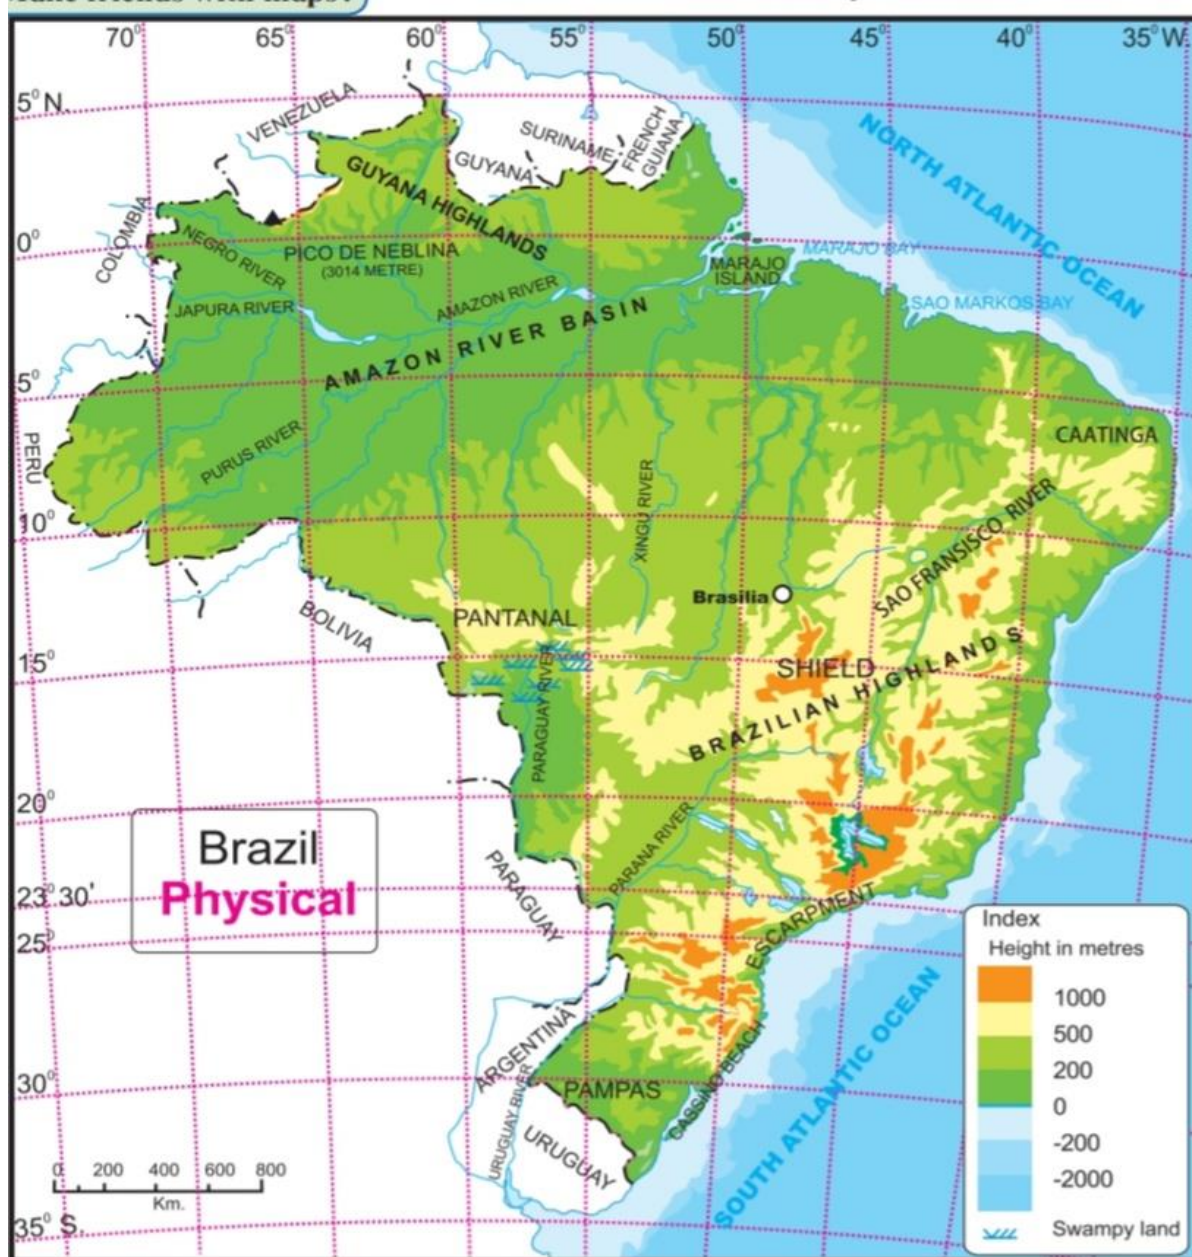 70°
65°
60°
55°
50°
45°
40°
35° W.
5° N.
VENEZUELA
SURINAME
FRENCH
GUIANA
GUYANA
NORTH ATLANTIC OCEAN
GUYANA HIGHLANDS
COLOMBIA
0°
NEGRO RIVER
PICO DE NEBLINA
(3014 METRE)
MARAJO BAY
MARAJO
ISLAND
JAPURA RIVER
AMAZON RIVER
SAO MARKOS BAY
AMAZON RIVER BASIN
5°
PERU
PURUS RIVER
CAATINGA
XINGU RIVER
10°
SAO FRANSISCO RIVER
Brasilia
BOLIVIA
PANTANAL
15°
SHIELD
BRAZILIAN HIGHLANDS
PARAGUAY RIVER
20°
Brazil
Physical
PARANA RIVER
PARAGUAY
23° 30'
25°
ESCARPMENT
Index
Height in metres
1000
500
200
0
-200
-2000
Swampy land
SOUTH ATLANTIC OCEAN
ARGENTINA
CASSINO BEACH
30°
PAMPAS
URUGUAY RIVER
URUGUAY
0 200 400 600 800
Km.
35° S.